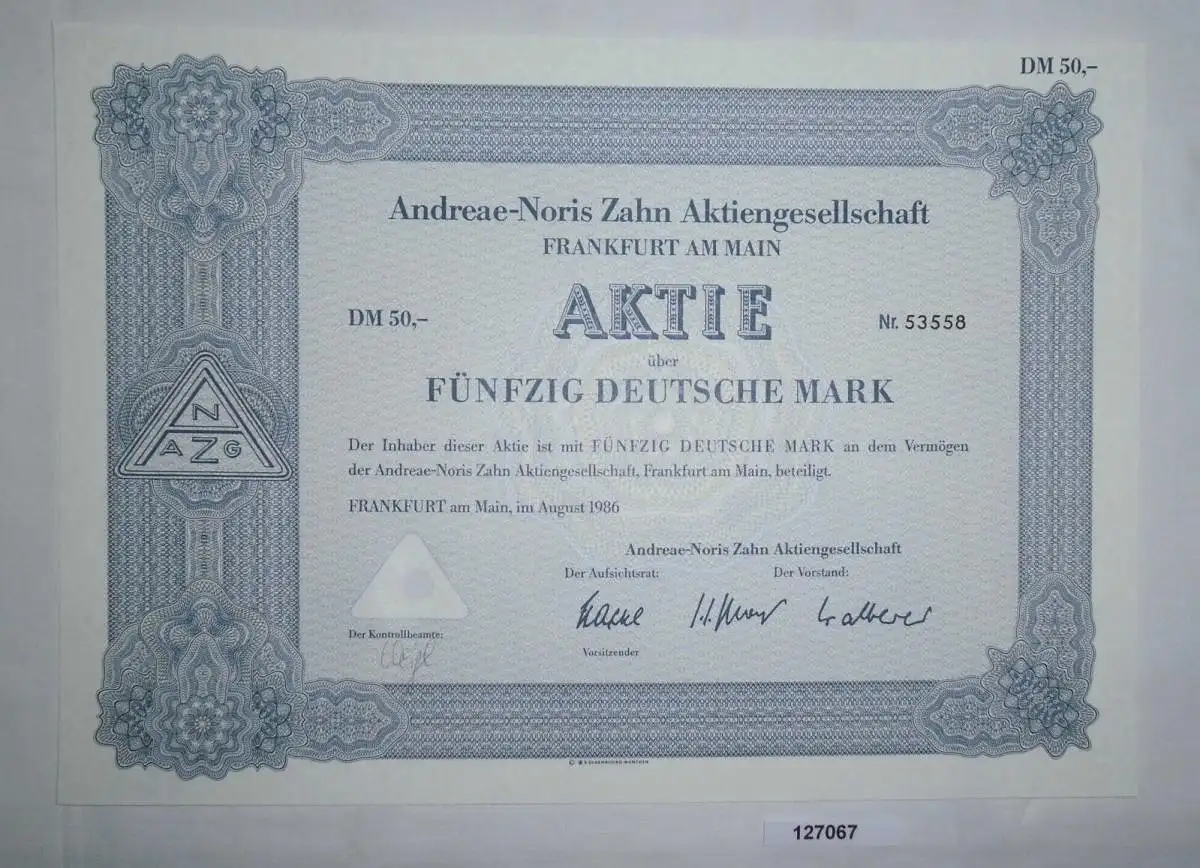 DM 50,–
Andreae-Noris Zahn Aktiengesellschaft
FRANKFURT AM MAIN
AKTIE
DM 50,–
Nr. 53558
über
FÜNFZIG DEUTSCHE MARK
N
A Z G
Der Inhaber dieser Aktie ist mit FÜNFZIG DEUTSCHE MARK an dem Vermögen
der Andreae-Noris Zahn Aktiengesellschaft, Frankfurt am Main, beteiligt.
FRANKFURT am Main, im August 1986
Andreae-Noris Zahn Aktiengesellschaft
Der Aufsichtsrat:
Der Vorstand:
Der Kontrollbeamte:
Vorsitzender
127067